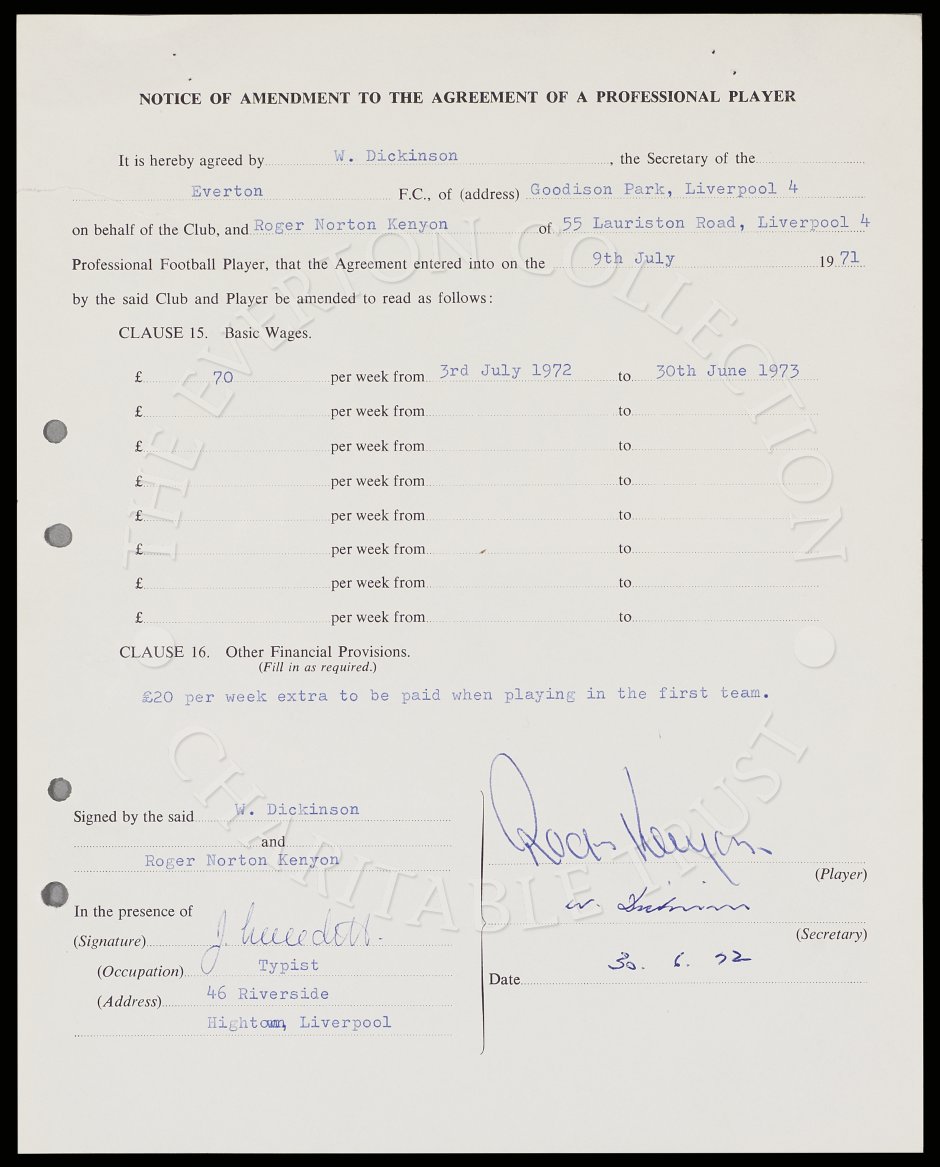 NOTICE OF AMENDMENT TO THE AGREEMENT OF A PROFESSIONAL PLAYER
It is hereby agreed by W. Dickinson , the Secretary of the
Everton F.C., of (address) Goodison Park, Liverpool 4
on behalf of the Club, and Roger Norton Kenyon of 55 Lauriston Road, Liverpool 4
Professional Football Player, that the Agreement entered into on the 9th July 1971
by the said Club and Player be amended to read as follows:
CLAUSE 15. Basic Wages.
£ 70 per week from 3rd July 1972 to 30th June 1973
£ per week from to
£ per week from to
£ per week from to
£ per week from to
£ per week from to
£ per week from to
£ per week from to
CLAUSE 16. Other Financial Provisions.
(Fill in as required.)
£20 per week extra to be paid when playing in the first team.
Signed by the said W. Dickinson
and
Roger Norton Kenyon
Roger Kenyon
(Player)
W. Dickinson
(Secretary)
In the presence of
(Signature) J.
(Occupation) Typist
(Address) 46 Riverside
Hightown, Liverpool
Date 30. 6. 72
THE EVERTON COLLECTION
CHARITABLE TRUST